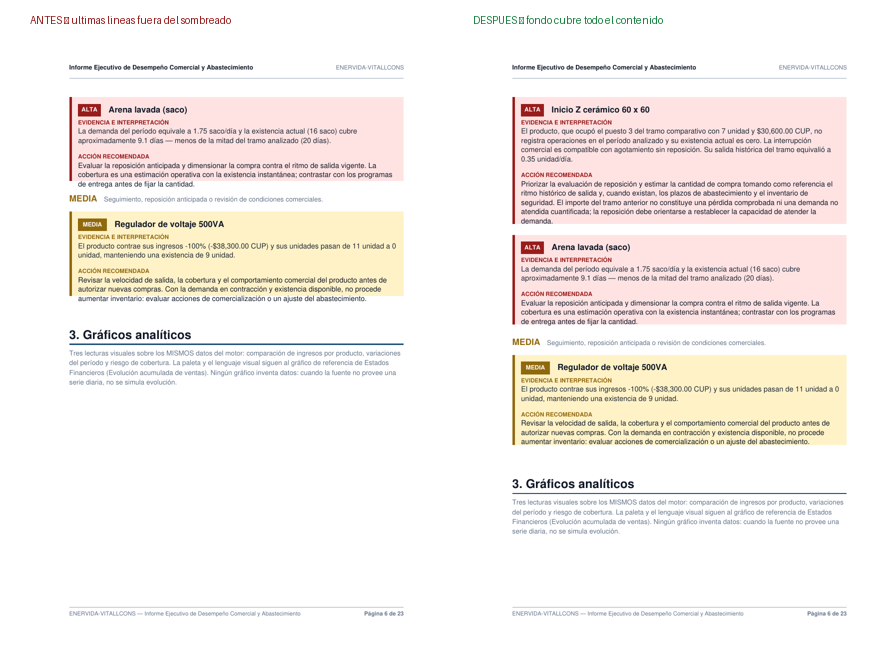 ANTES ultimas lineas fuera del sombreado
Informe Ejecutivo de Desempeño Comercial y Abastecimiento ENERVIDA-VITALLCONS
ALTA Arena lavada (saco)
EVIDENCIA E INTERPRETACIÓN
La demanda del período equivale a 1.75 saco/día y la existencia actual (16 saco) cubre
aproximadamente 9.1 días — menos de la mitad del tramo analizado (20 días).
ACCIÓN RECOMENDADA
Evaluar la reposición anticipada y dimensionar la compra contra el ritmo de salida vigente. La
cobertura es una estimación operativa con la existencia instantánea; contrastar con los programas
de entrega antes de fijar la cantidad.
MEDIA Seguimiento, reposición anticipada o revisión de condiciones comerciales.
MEDIA Regulador de voltaje 500VA
EVIDENCIA E INTERPRETACIÓN
El producto contrae sus ingresos -100% (-$38,300.00 CUP) y sus unidades pasan de 11 unidad a 0
unidad, manteniendo una existencia de 9 unidad.
ACCIÓN RECOMENDADA
Revisar la velocidad de salida, la cobertura y el comportamiento comercial del producto antes de
autorizar nuevas compras. Con la demanda en contracción y existencia disponible, no procede
aumentar inventario: evaluar acciones de comercialización o un ajuste del abastecimiento.
3. Gráficos analíticos
Tres lecturas visuales sobre los MISMOS datos del motor: comparación de ingresos por producto, variaciones
del período y riesgo de cobertura. La paleta y el lenguaje visual siguen al gráfico de referencia de Estados
Financieros (Evolución acumulada de ventas). Ningún gráfico inventa datos: cuando la fuente no provee una
serie diaria, no se simula evolución.
ENERVIDA-VITALLCONS — Informe Ejecutivo de Desempeño Comercial y Abastecimiento Página 6 de 23
DESPUES fondo cubre todo el contenido
Informe Ejecutivo de Desempeño Comercial y Abastecimiento ENERVIDA-VITALLCONS
ALTA Inicio Z cerámico 60 x 60
EVIDENCIA E INTERPRETACIÓN
El producto, que ocupó el puesto 3 del tramo comparativo con 7 unidad y $30,600.00 CUP, no
registra operaciones en el período analizado y su existencia actual es cero. La interrupción
comercial es compatible con agotamiento sin reposición. Su salida histórica del tramo equivalió a
0.35 unidad/día.
ACCIÓN RECOMENDADA
Priorizar la evaluación de reposición y estimar la cantidad de compra tomando como referencia el
ritmo histórico de salida y, cuando existan, los plazos de abastecimiento y el inventario de
seguridad. El importe del tramo anterior no constituye una pérdida comprobada ni una demanda no
atendida cuantificada; la reposición debe orientarse a restablecer la capacidad de atender la
demanda.
ALTA Arena lavada (saco)
EVIDENCIA E INTERPRETACIÓN
La demanda del período equivale a 1.75 saco/día y la existencia actual (16 saco) cubre
aproximadamente 9.1 días — menos de la mitad del tramo analizado (20 días).
ACCIÓN RECOMENDADA
Evaluar la reposición anticipada y dimensionar la compra contra el ritmo de salida vigente. La
cobertura es una estimación operativa con la existencia instantánea; contrastar con los programas
de entrega antes de fijar la cantidad.
MEDIA Seguimiento, reposición anticipada o revisión de condiciones comerciales.
MEDIA Regulador de voltaje 500VA
EVIDENCIA E INTERPRETACIÓN
El producto contrae sus ingresos -100% (-$38,300.00 CUP) y sus unidades pasan de 11 unidad a 0
unidad, manteniendo una existencia de 9 unidad.
ACCIÓN RECOMENDADA
Revisar la velocidad de salida, la cobertura y el comportamiento comercial del producto antes de
autorizar nuevas compras. Con la demanda en contracción y existencia disponible, no procede
aumentar inventario: evaluar acciones de comercialización o un ajuste del abastecimiento.
3. Gráficos analíticos
Tres lecturas visuales sobre los MISMOS datos del motor: comparación de ingresos por producto, variaciones
del período y riesgo de cobertura. La paleta y el lenguaje visual siguen al gráfico de referencia de Estados
Financieros (Evolución acumulada de ventas). Ningún gráfico inventa datos: cuando la fuente no provee una
serie diaria, no se simula evolución.
ENERVIDA-VITALLCONS — Informe Ejecutivo de Desempeño Comercial y Abastecimiento Página 6 de 23